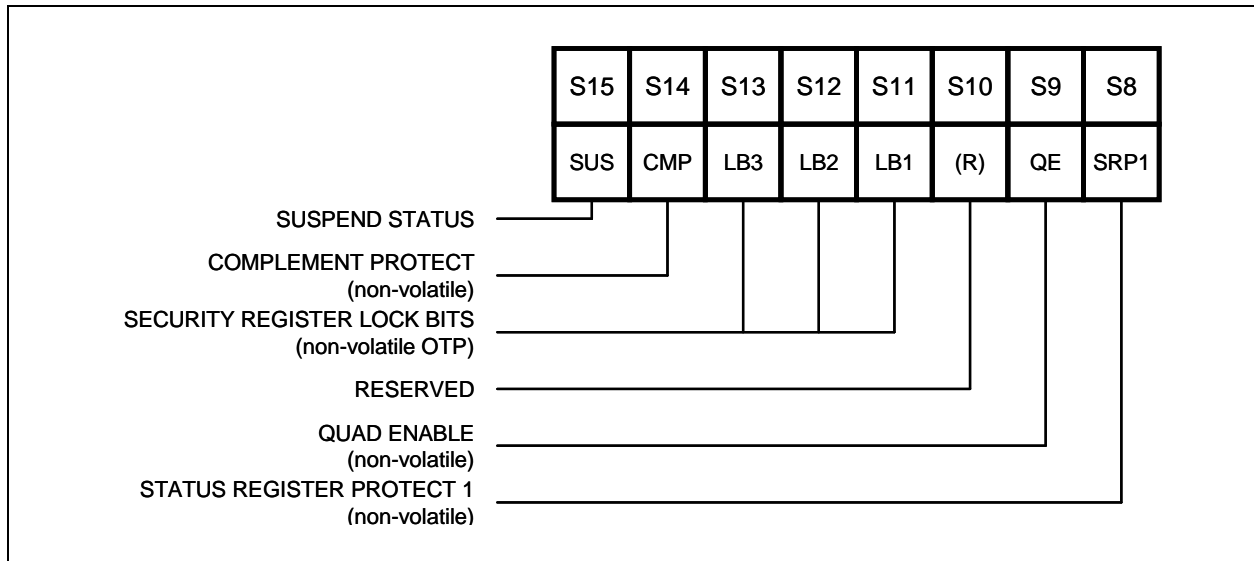 S15 S14 S13 S12 S11 S10 S9 S8
SUS CMP LB3 LB2 LB1 (R) QE SRP1
SUSPEND STATUS
COMPLEMENT PROTECT
(non-volatile)
SECURITY REGISTER LOCK BITS
(non-volatile OTP)
RESERVED
QUAD ENABLE
(non-volatile)
STATUS REGISTER PROTECT 1
(non-volatile)